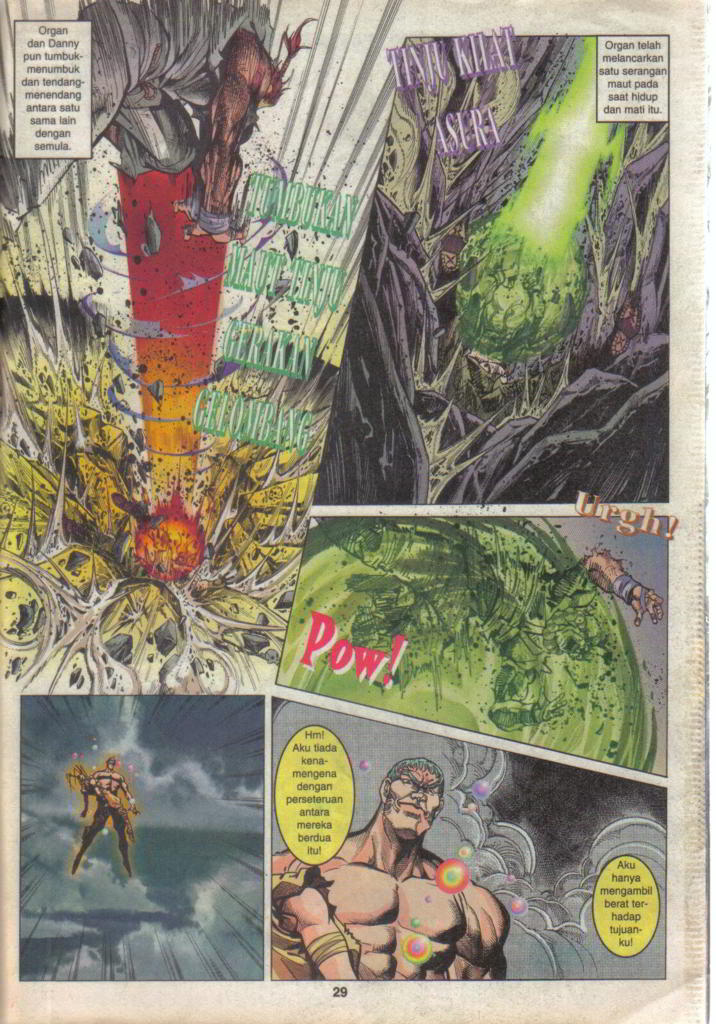 Organ
dan Danny
pun tumbuk-
menumbuk
dan tendang-
menendang
antara satu
sama lain
dengan
semula.
TUMBUKAN
MAUT TINJU
GERAKAN
GELOMBANG
TINJU KILAT
ASURA
Organ telah
melancarkan
satu serangan
maut pada
saat hidup
dan mati itu.
Urgh!
Pow!
Hm!
Aku tiada
kena-
mengena
dengan
perseteruan
antara
mereka
berdua
itu!
Aku
hanya
mengambil
berat ter-
hadap
tujuan-
ku!
29